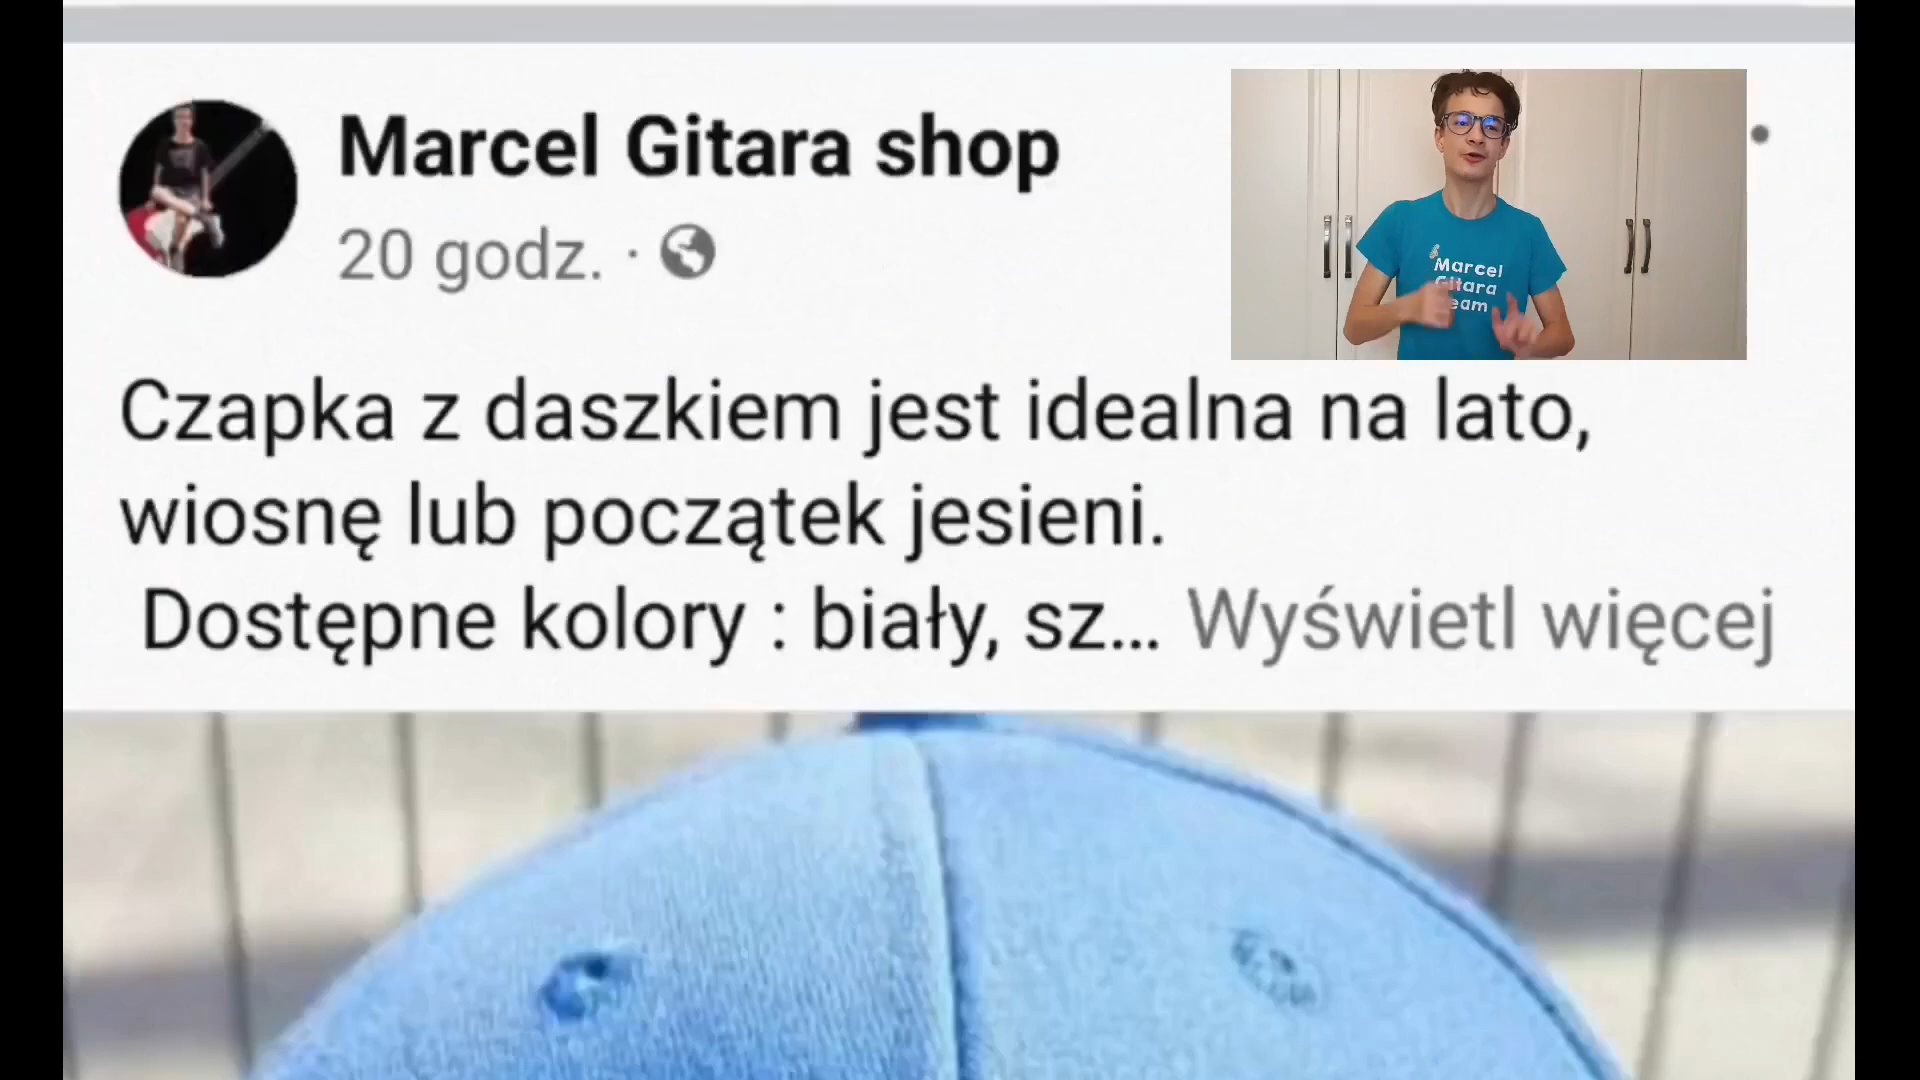 Marcel Gitara shop
20 godz. ·
Marcel
Gitara
eam
Czapka z daszkiem jest idealna na lato,
wiosnę lub początek jesieni.
Dostępne kolory : biały, sz... Wyświetl więcej